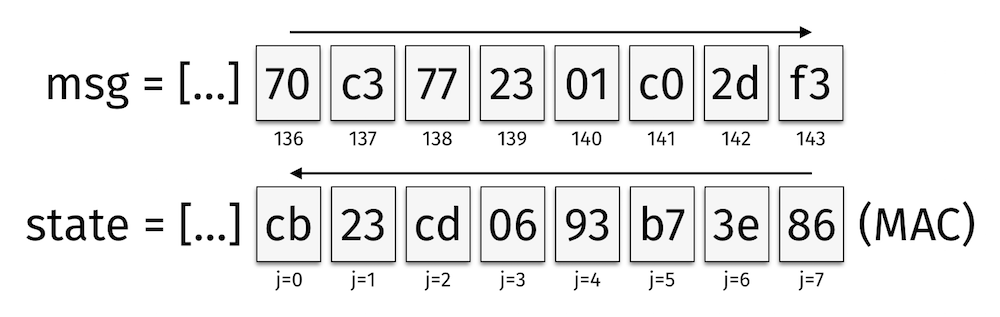 msg = [...] 70 c3 77 23 01 c0 2d f3
136 137 138 139 140 141 142 143
state = [...] cb 23 cd 06 93 b7 3e 86 (MAC)
j=0 j=1 j=2 j=3 j=4 j=5 j=6 j=7